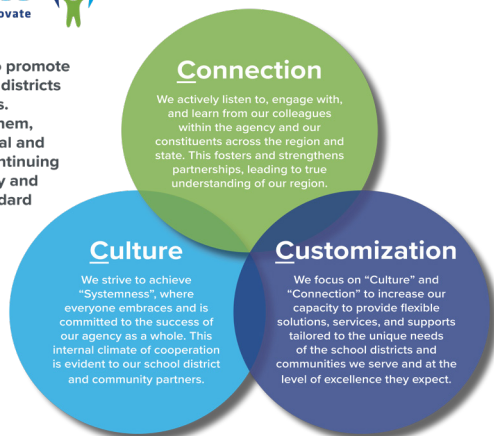 ovate
o promote
districts
s.
hem,
al and
ntinuing
y and
dard
Connection
We actively listen to, engage with,
and learn from our colleagues
within the agency and our
constituents across the region and
state. This fosters and strengthens
partnerships, leading to true
understanding of our region.
Culture
We strive to achieve
“Systemness”, where
everyone embraces and is
committed to the success of
our agency as a whole. This
internal climate of cooperation
is evident to our school district
and community partners.
Customization
We focus on “Culture” and
“Connection” to increase our
capacity to provide flexible
solutions, services, and supports
tailored to the unique needs
of the school districts and
communities we serve and at the
level of excellence they expect.